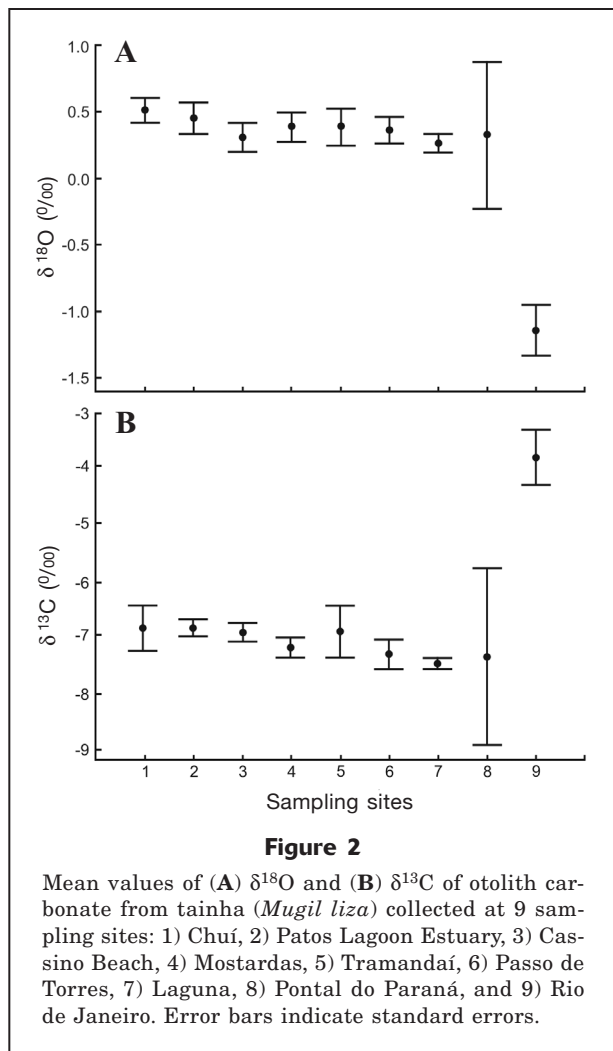 A
1.0
0.5
0.0
-0.5
-1.0
-1.5
δ 18O (0/00)
B
-3
-4
-5
-6
-7
-8
-9
δ 13C (0/00)
1 2 3 4 5 6 7 8 9
Sampling sites
Figure 2
Mean values of (A) δ¹⁸O and (B) δ¹³C of otolith car-
bonate from tainha (Mugil liza) collected at 9 sam-
pling sites: 1) Chuí, 2) Patos Lagoon Estuary, 3) Cas-
sino Beach, 4) Mostardas, 5) Tramandaí, 6) Passo de
Torres, 7) Laguna, 8) Pontal do Paraná, and 9) Rio
de Janeiro. Error bars indicate standard errors.